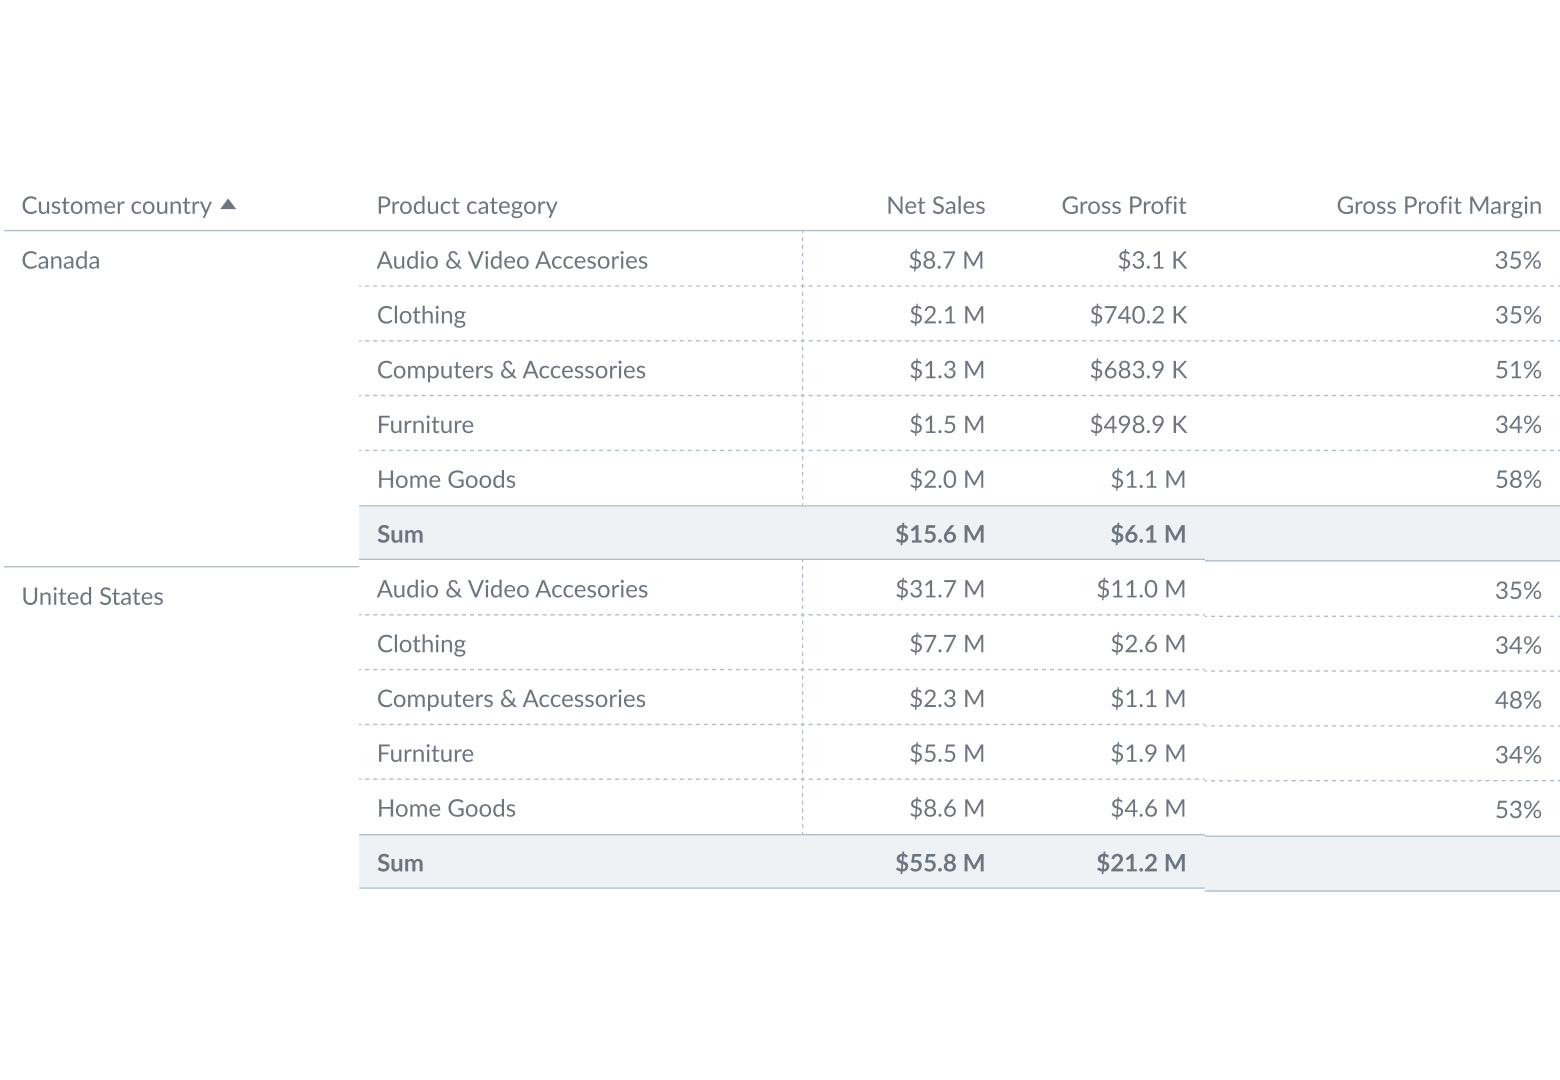 Customer country ▲ Product category Net Sales Gross Profit Gross Profit Margin
Canada Audio & Video Accesories $8.7 M $3.1 K 35%
Clothing $2.1 M $740.2 K 35%
Computers & Accessories $1.3 M $683.9 K 51%
Furniture $1.5 M $498.9 K 34%
Home Goods $2.0 M $1.1 M 58%
Sum $15.6 M $6.1 M
United States Audio & Video Accesories $31.7 M $11.0 M 35%
Clothing $7.7 M $2.6 M 34%
Computers & Accessories $2.3 M $1.1 M 48%
Furniture $5.5 M $1.9 M 34%
Home Goods $8.6 M $4.6 M 53%
Sum $55.8 M $21.2 M